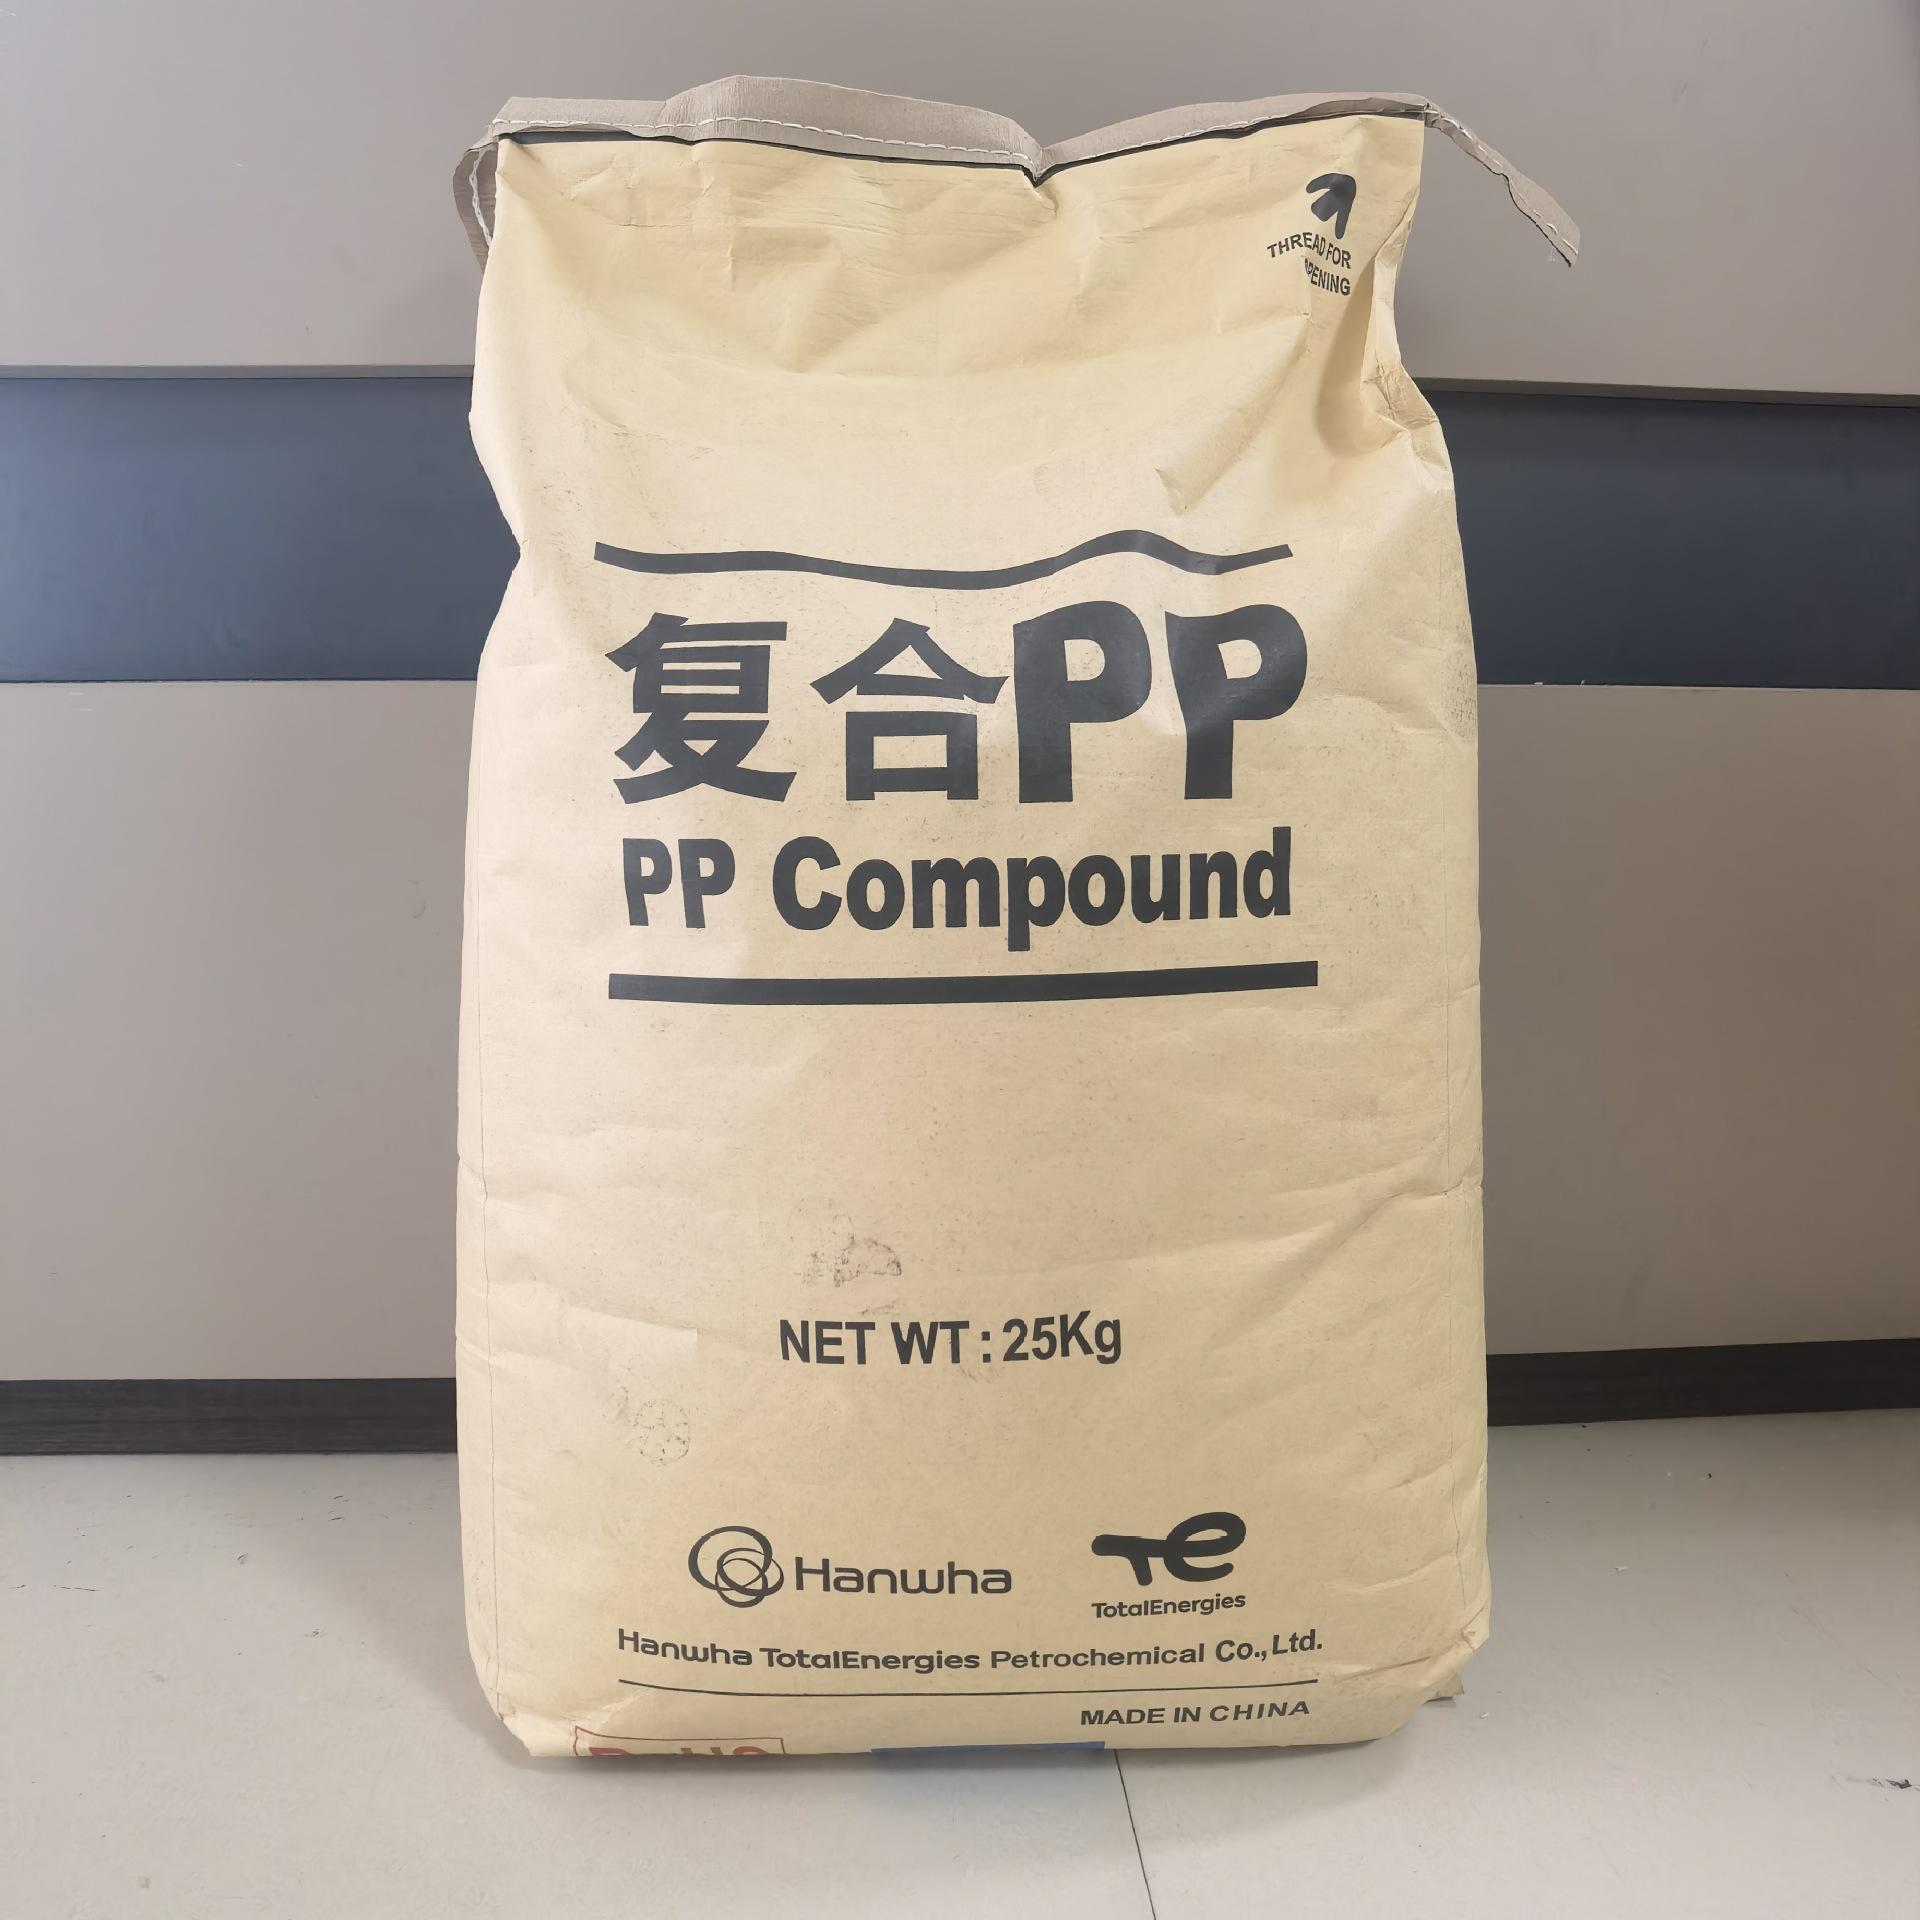 THREAD FOR
OPENING
复合PP
PP Compound
NET WT : 25Kg
Hanwha
TotalEnergies
Hanwha TotalEnergies Petrochemical Co., Ltd.
MADE IN CHINA